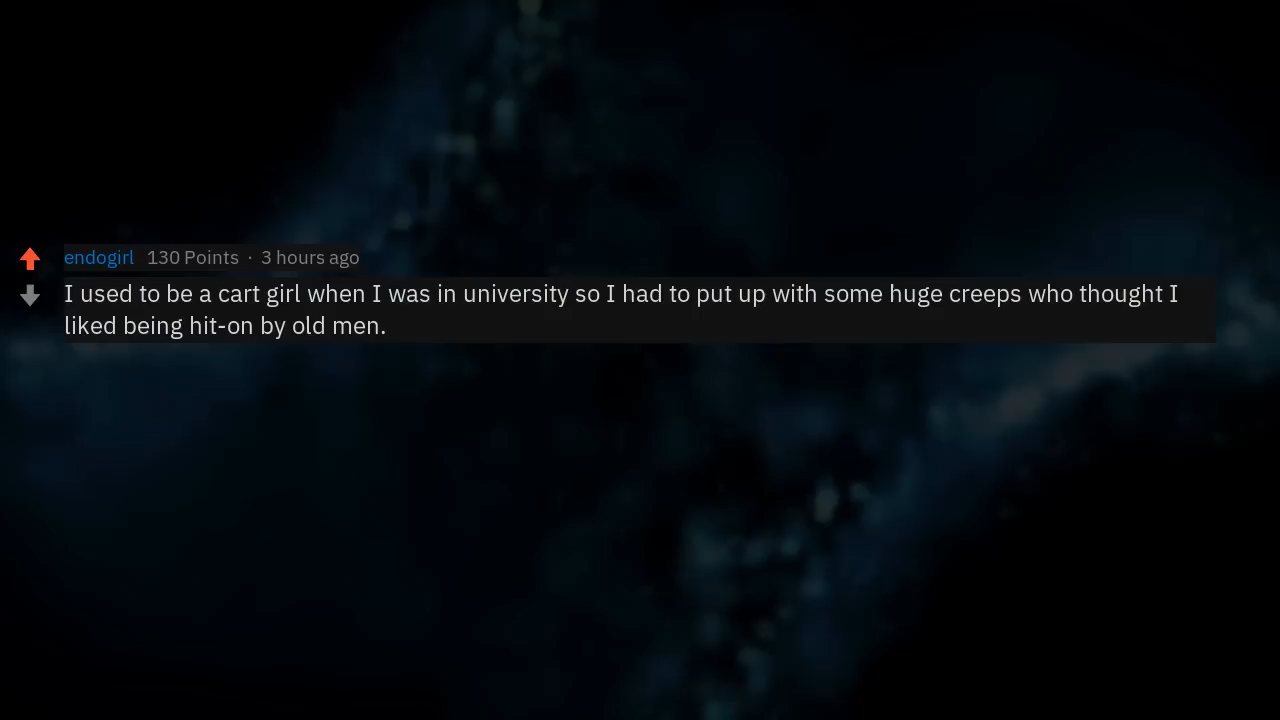 endogirl 130 Points · 3 hours ago
I used to be a cart girl when I was in university so I had to put up with some huge creeps who thought I
liked being hit-on by old men.